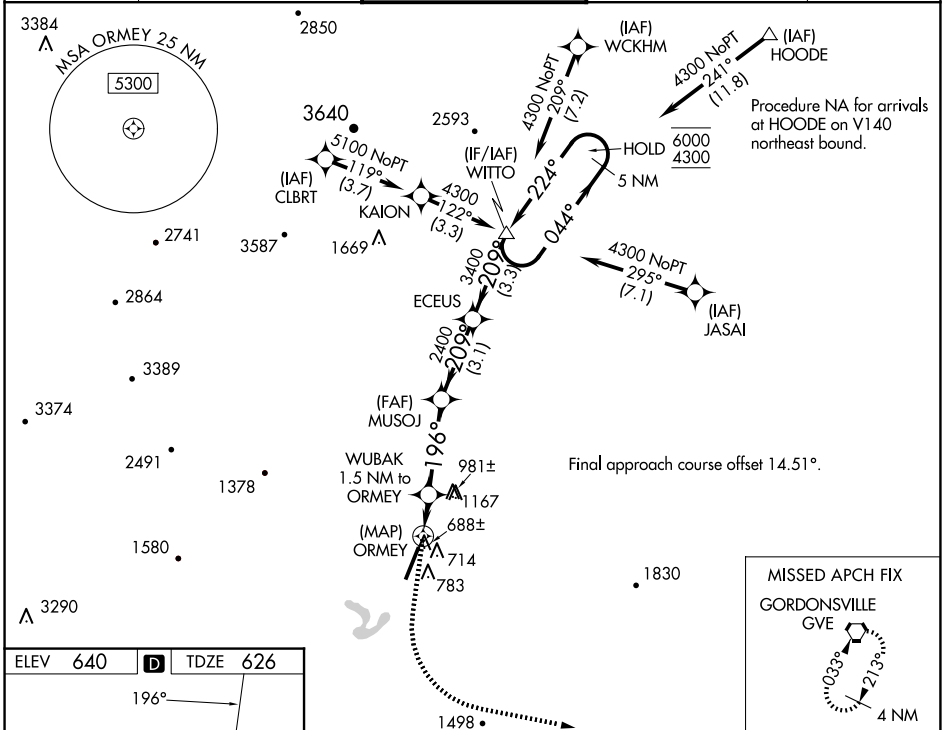 3384
MSA ORMEY 25 NM
5300
2850
(IAF)
WCKHM
(IAF)
HOODE
4300 NoPT
241°
(11.8)
4300 NoPT
209°
(7.2)
Procedure NA for arrivals
at HOODE on V140
northeast bound.
3640
2593
(IF/IAF)
WITTO
HOLD
6000
4300
5 NM
5100 NoPT
119°
(3.7)
(IAF)
CLBRT
KAION
4300
122°
(3.3)
224°
044°
2741
3587
1669
3400
209°
(3.3)
4300 NoPT
295°
(7.1)
(IAF)
JASAI
2864
ECEUS
2400
209°
(3.1)
3389
3374
(FAF)
MUSOJ
196°
2491
1378
WUBAK
1.5 NM to
ORMEY
981±
1167
Final approach course offset 14.51°.
(MAP)
ORMEY
688±
714
783
1580
1830
3290
MISSED APCH FIX
GORDONSVILLE
GVE
033°
213°
4 NM
ELEV 640 D TDZE 626
196°
1498